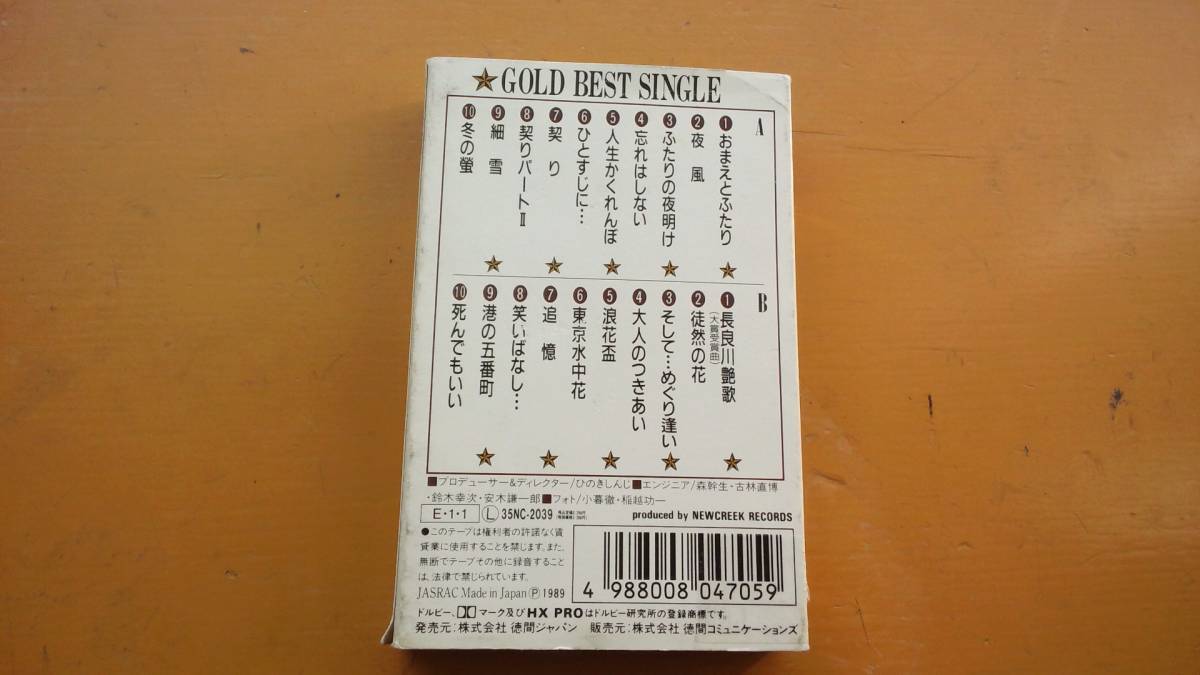 GOLD BEST SINGLE
A
1 おまえとふたり
2 夜風
3 ふたりの夜明け
4 忘れはしない
5 人生かくれんぼ
6 ひとすじに…
7 契り
8 契りパートⅡ
9 細雪
10 冬の螢
B
1 長良川艶歌
(大賞受賞曲)
2 徒然の花
3 そして…めぐり逢い
4 大人のつきあい
5 浪花盃
6 東京水中花
7 追憶
8 笑いばなし…
9 港の五番町
10 死んでもいい
■プロデューサー&ディレクター/ひのきしんじ■エンジニア/森幹生・古林直博
・鈴木幸次・安木謙一郎■フォト/小暮徹・稲越功一
E・1・1 Ⓛ 35NC-2039 produced by NEWCREEK RECORDS
●このテープは権利者の許諾なく賃
貸業に使用することを禁じます。また、
無断でテープその他に録音すること
は、法律で禁じられています。
JASRAC Made in Japan Ⓟ 1989
4 988008 047059
ドルビー、マーク及びHX PROはドルビー研究所の登録商標です。
発売元:株式会社 徳間ジャパン 販売元:株式会社 徳間コミュニケーションズ